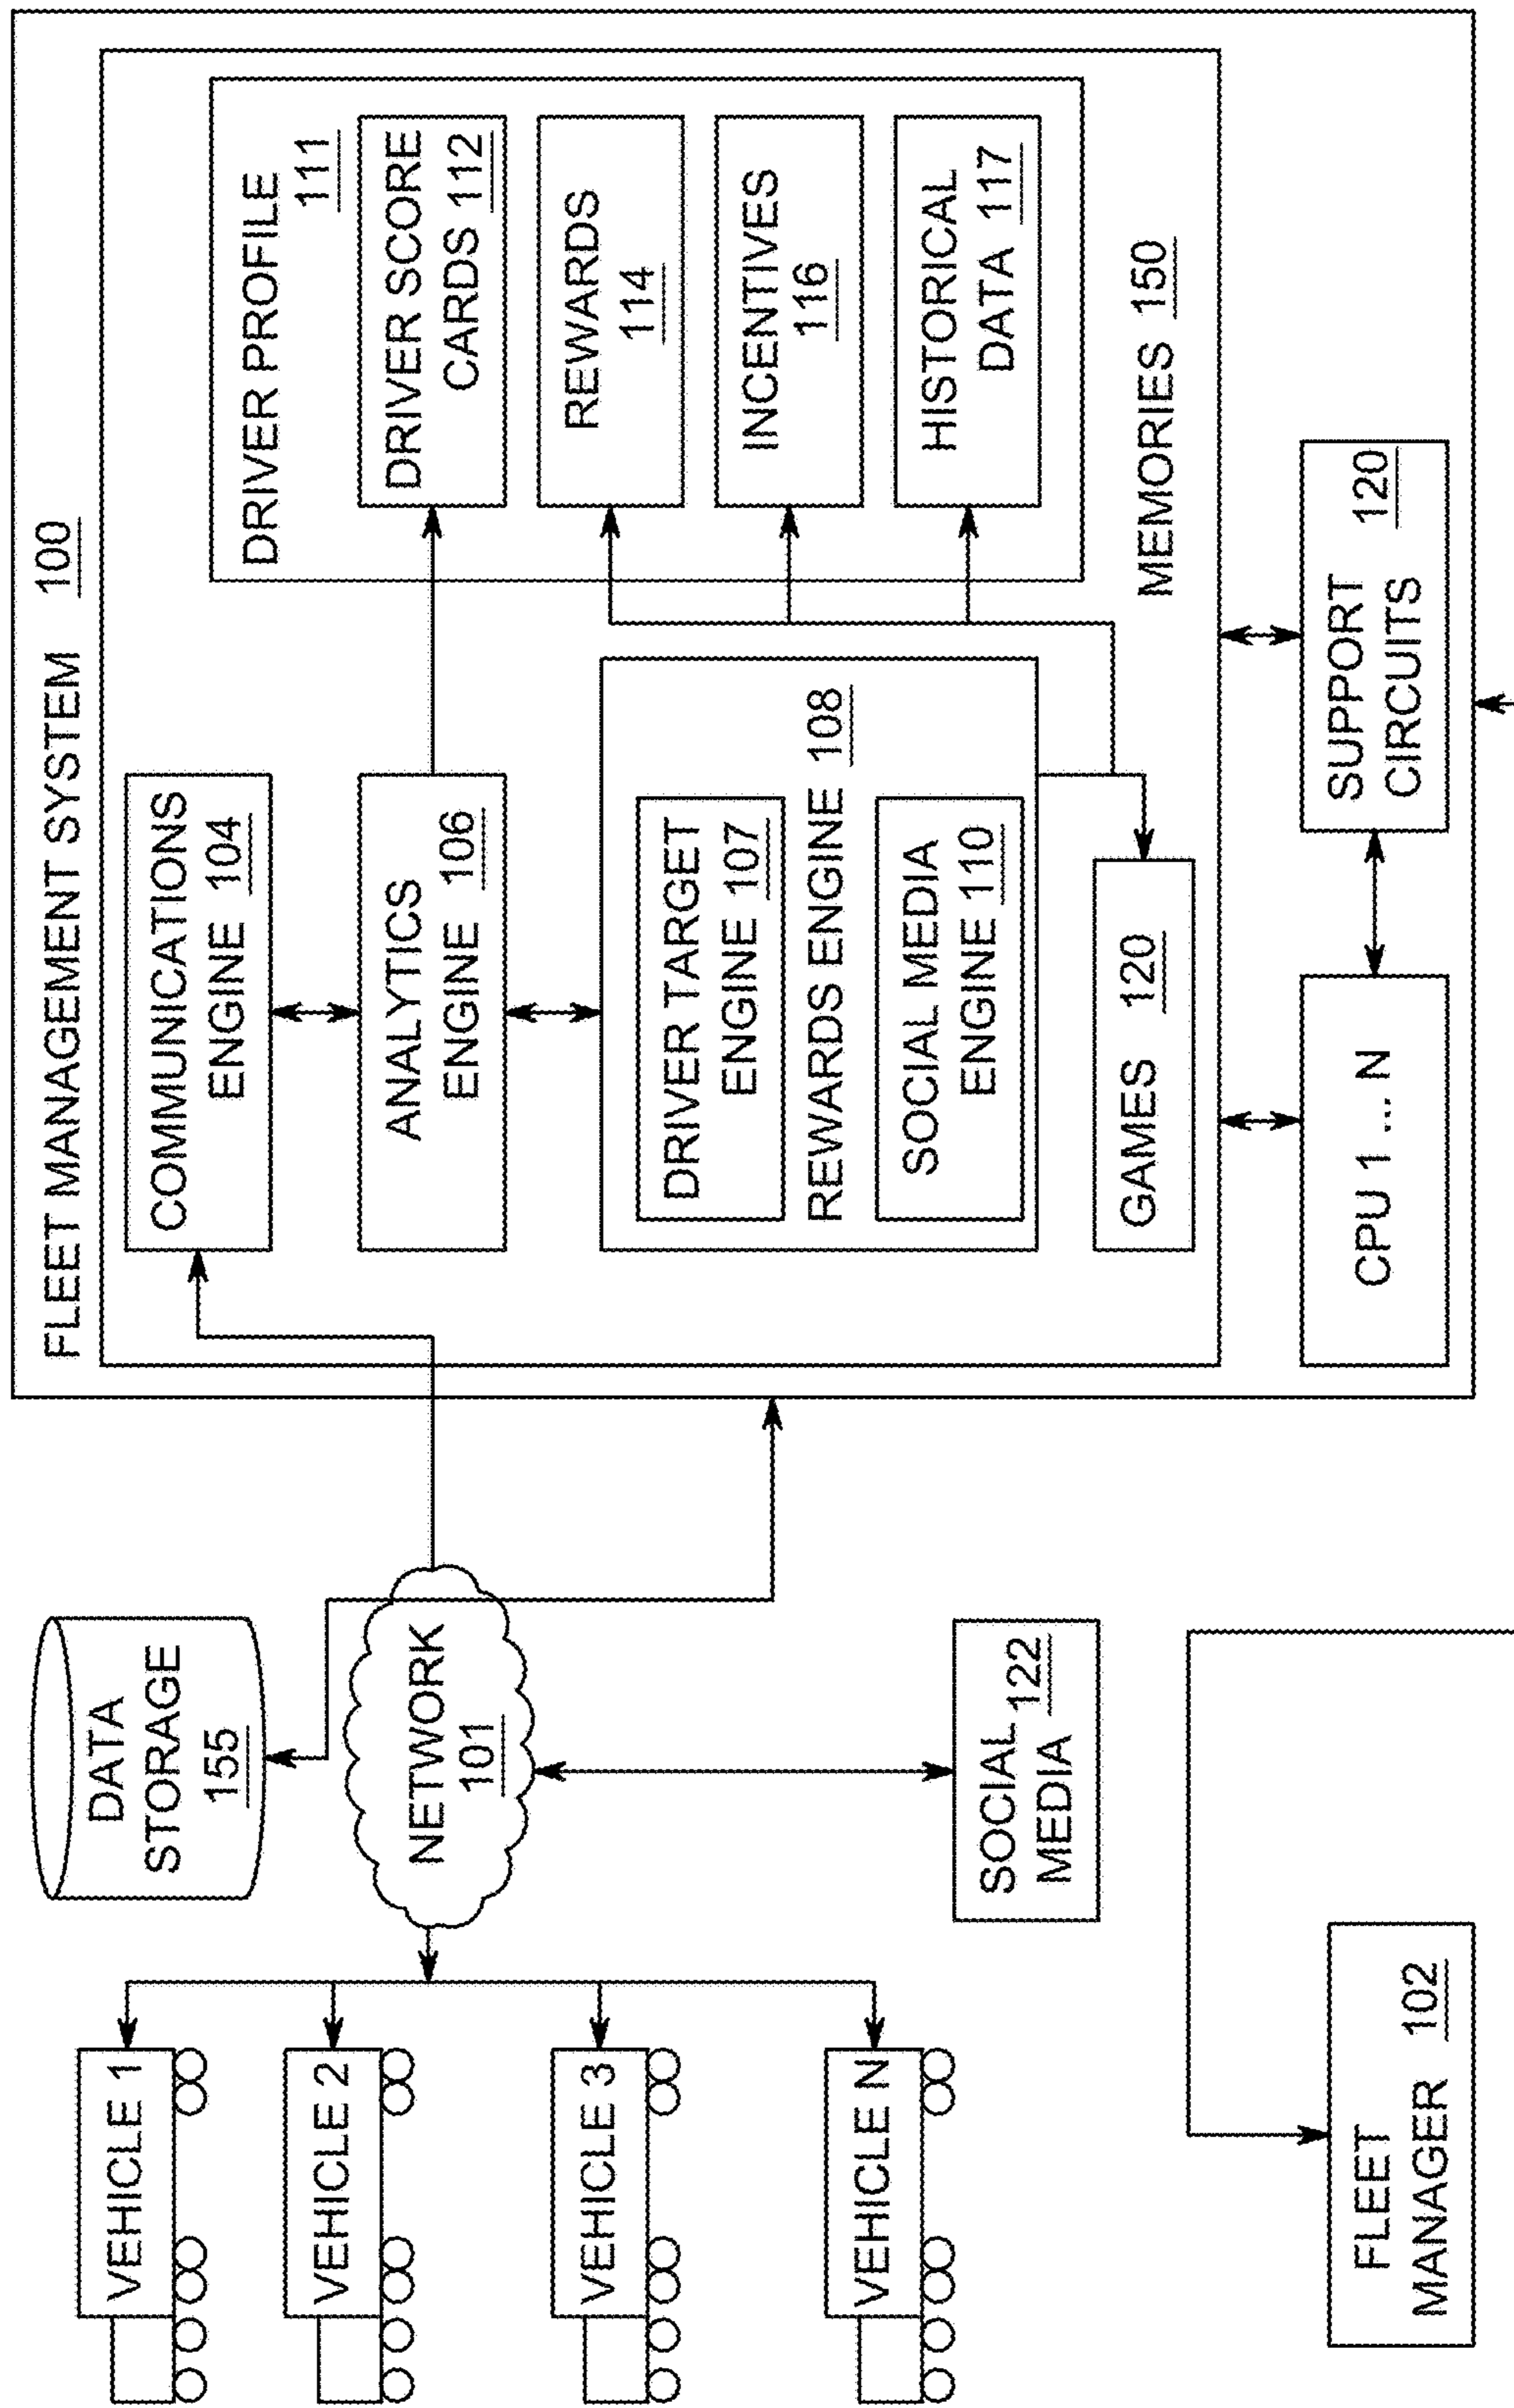 VEHICLE 1
VEHICLE 2
VEHICLE 3
VEHICLE N
FLEET
MANAGER 102
DATA
STORAGE
155
NETWORK
101
SOCIAL
MEDIA 122
FLEET MANAGEMENT SYSTEM 100
COMMUNICATIONS
ENGINE 104
ANALYTICS
ENGINE 106
DRIVER TARGET
ENGINE 107
REWARDS ENGINE 108
SOCIAL MEDIA
ENGINE 110
GAMES 120
DRIVER PROFILE
111
DRIVER SCORE
CARDS 112
REWARDS
114
INCENTIVES
116
HISTORICAL
DATA 117
MEMORIES 150
CPU 1 ... N
SUPPORT
CIRCUITS 120